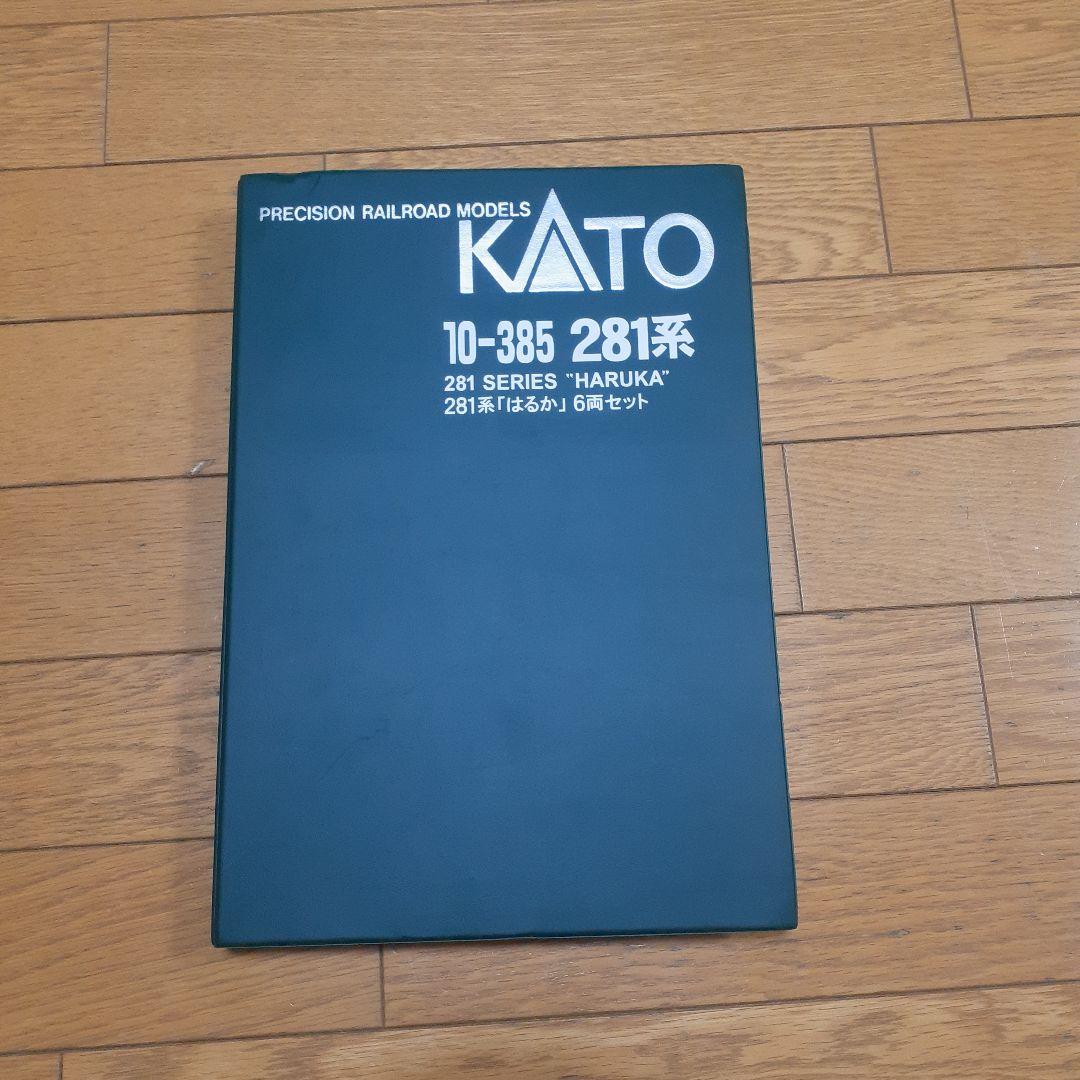 PRECISION RAILROAD MODELS
KATO
10-385 281系
281 SERIES "HARUKA"
281系「はるか」6両セット